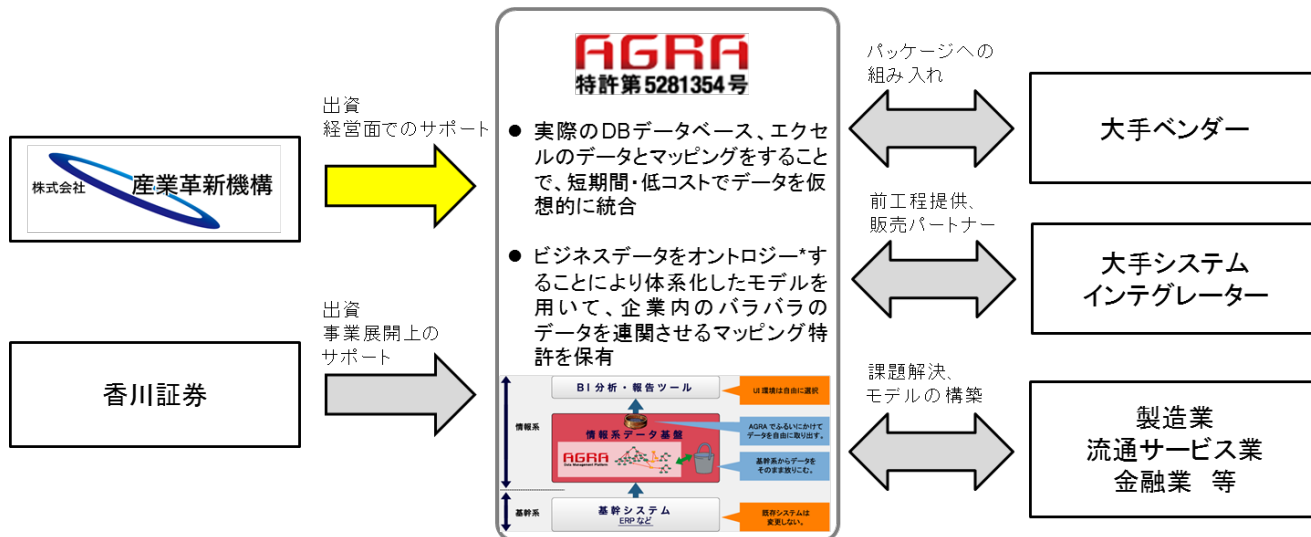 株式会社 産業革新機構
出資
経営面でのサポート
香川証券
出資
事業展開上の
サポート
AGRA
特許第5281354号
● 実際のDBデータベース、エクセ
ルのデータとマッピングをすること
で、短期間・低コストでデータを仮
想的に統合
● ビジネスデータをオントロジー*す
ることにより体系化したモデルを
用いて、企業内のバラバラの
データを連関させるマッピング特
許を保有
BI分析・報告ツール
UI環境は自由に選択
情報系
情報系データ基盤
AGRA
Data Management Platform
AGRAでふるいにかけて
データを自由に取り出す。
基幹系からデータを
そのまま放りこむ。
基幹系
基幹システム
ERPなど
既存システムは
変更しない。
パッケージへの
組み入れ
大手ベンダー
前工程提供、
販売パートナー
大手システム
インテグレーター
課題解決、
モデルの構築
製造業
流通サービス業
金融業 等